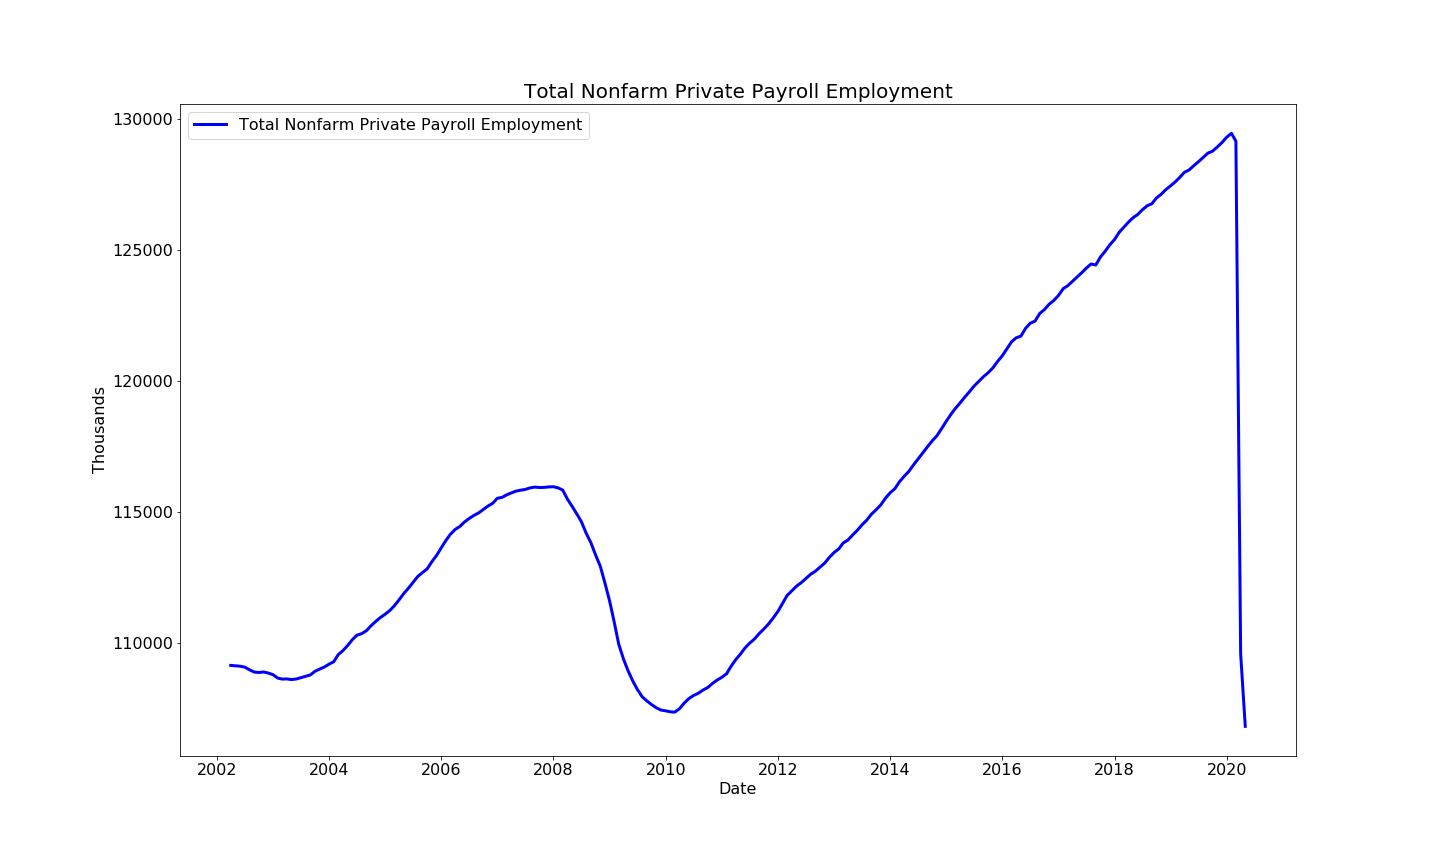 Total Nonfarm Private Payroll Employment
Total Nonfarm Private Payroll Employment
130000
125000
120000
115000
110000
Thousands
2002 2004 2006 2008 2010 2012 2014 2016 2018 2020
Date